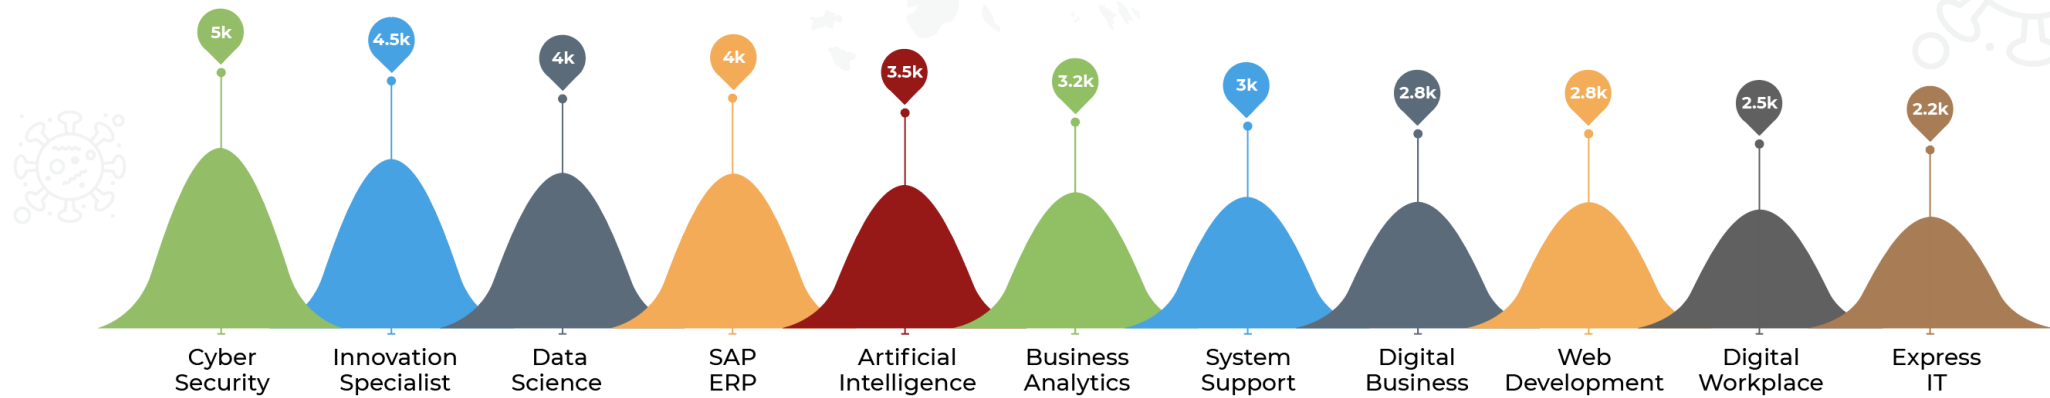 5k
4.5k
4k
4k
3.5k
3.2k
3k
2.8k
2.8k
2.5k
2.2k
Cyber
Security
Innovation
Specialist
Data
Science
SAP
ERP
Artificial
Intelligence
Business
Analytics
System
Support
Digital
Business
Web
Development
Digital
Workplace
Express
IT